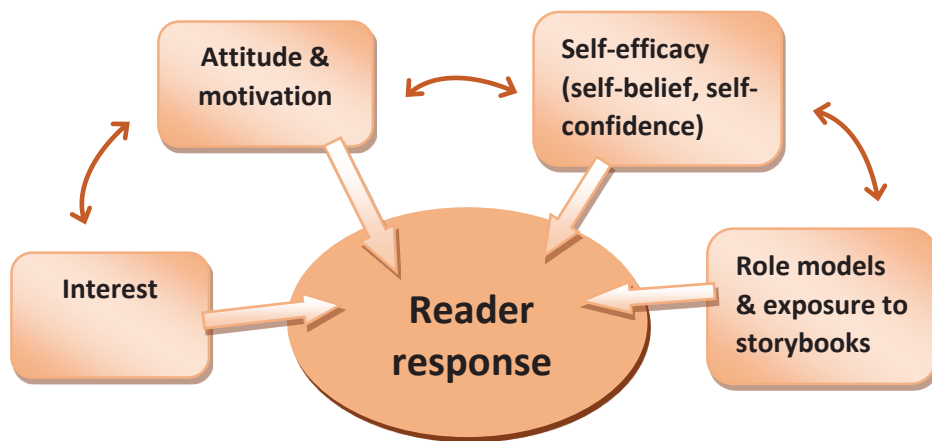 Attitude &
motivation
Self-efficacy
(self-belief, self-
confidence)
Interest
Role models
& exposure to
storybooks
Reader
response